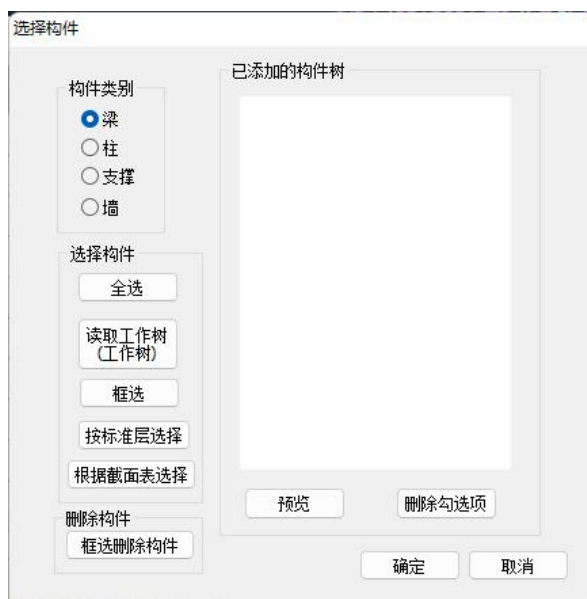 选择构件
构件类别
梁
柱
支撑
墙
选择构件
全选
读取工作树
(工作树)
框选
按标准层选择
根据截面表选择
删除构件
框选删除构件
已添加的构件树
预览
删除勾选项
确定
取消